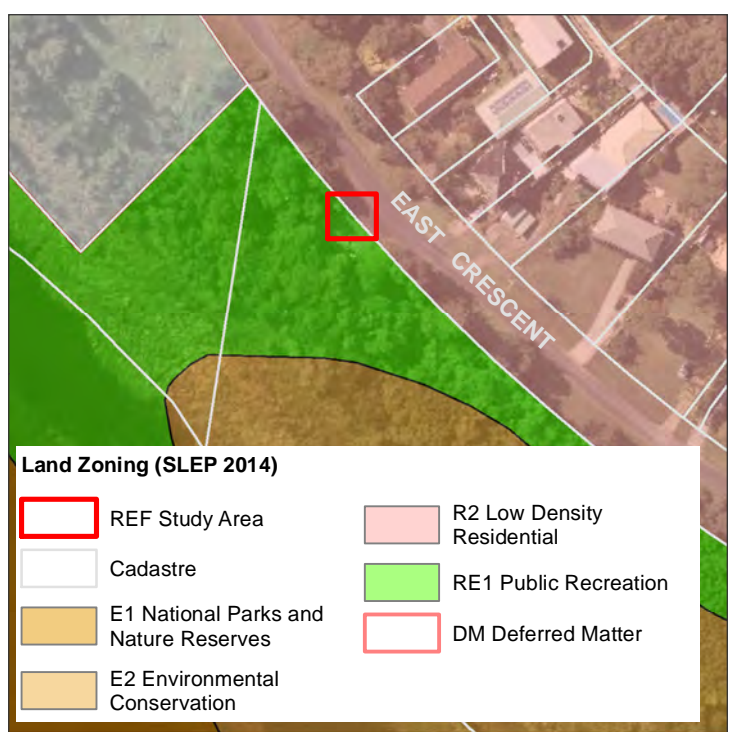 EAST CRESCENT
Land Zoning (SLEP 2014)
REF Study Area
Cadastre
E1 National Parks and
Nature Reserves
E2 Environmental
Conservation
R2 Low Density
Residential
RE1 Public Recreation
DM Deferred Matter